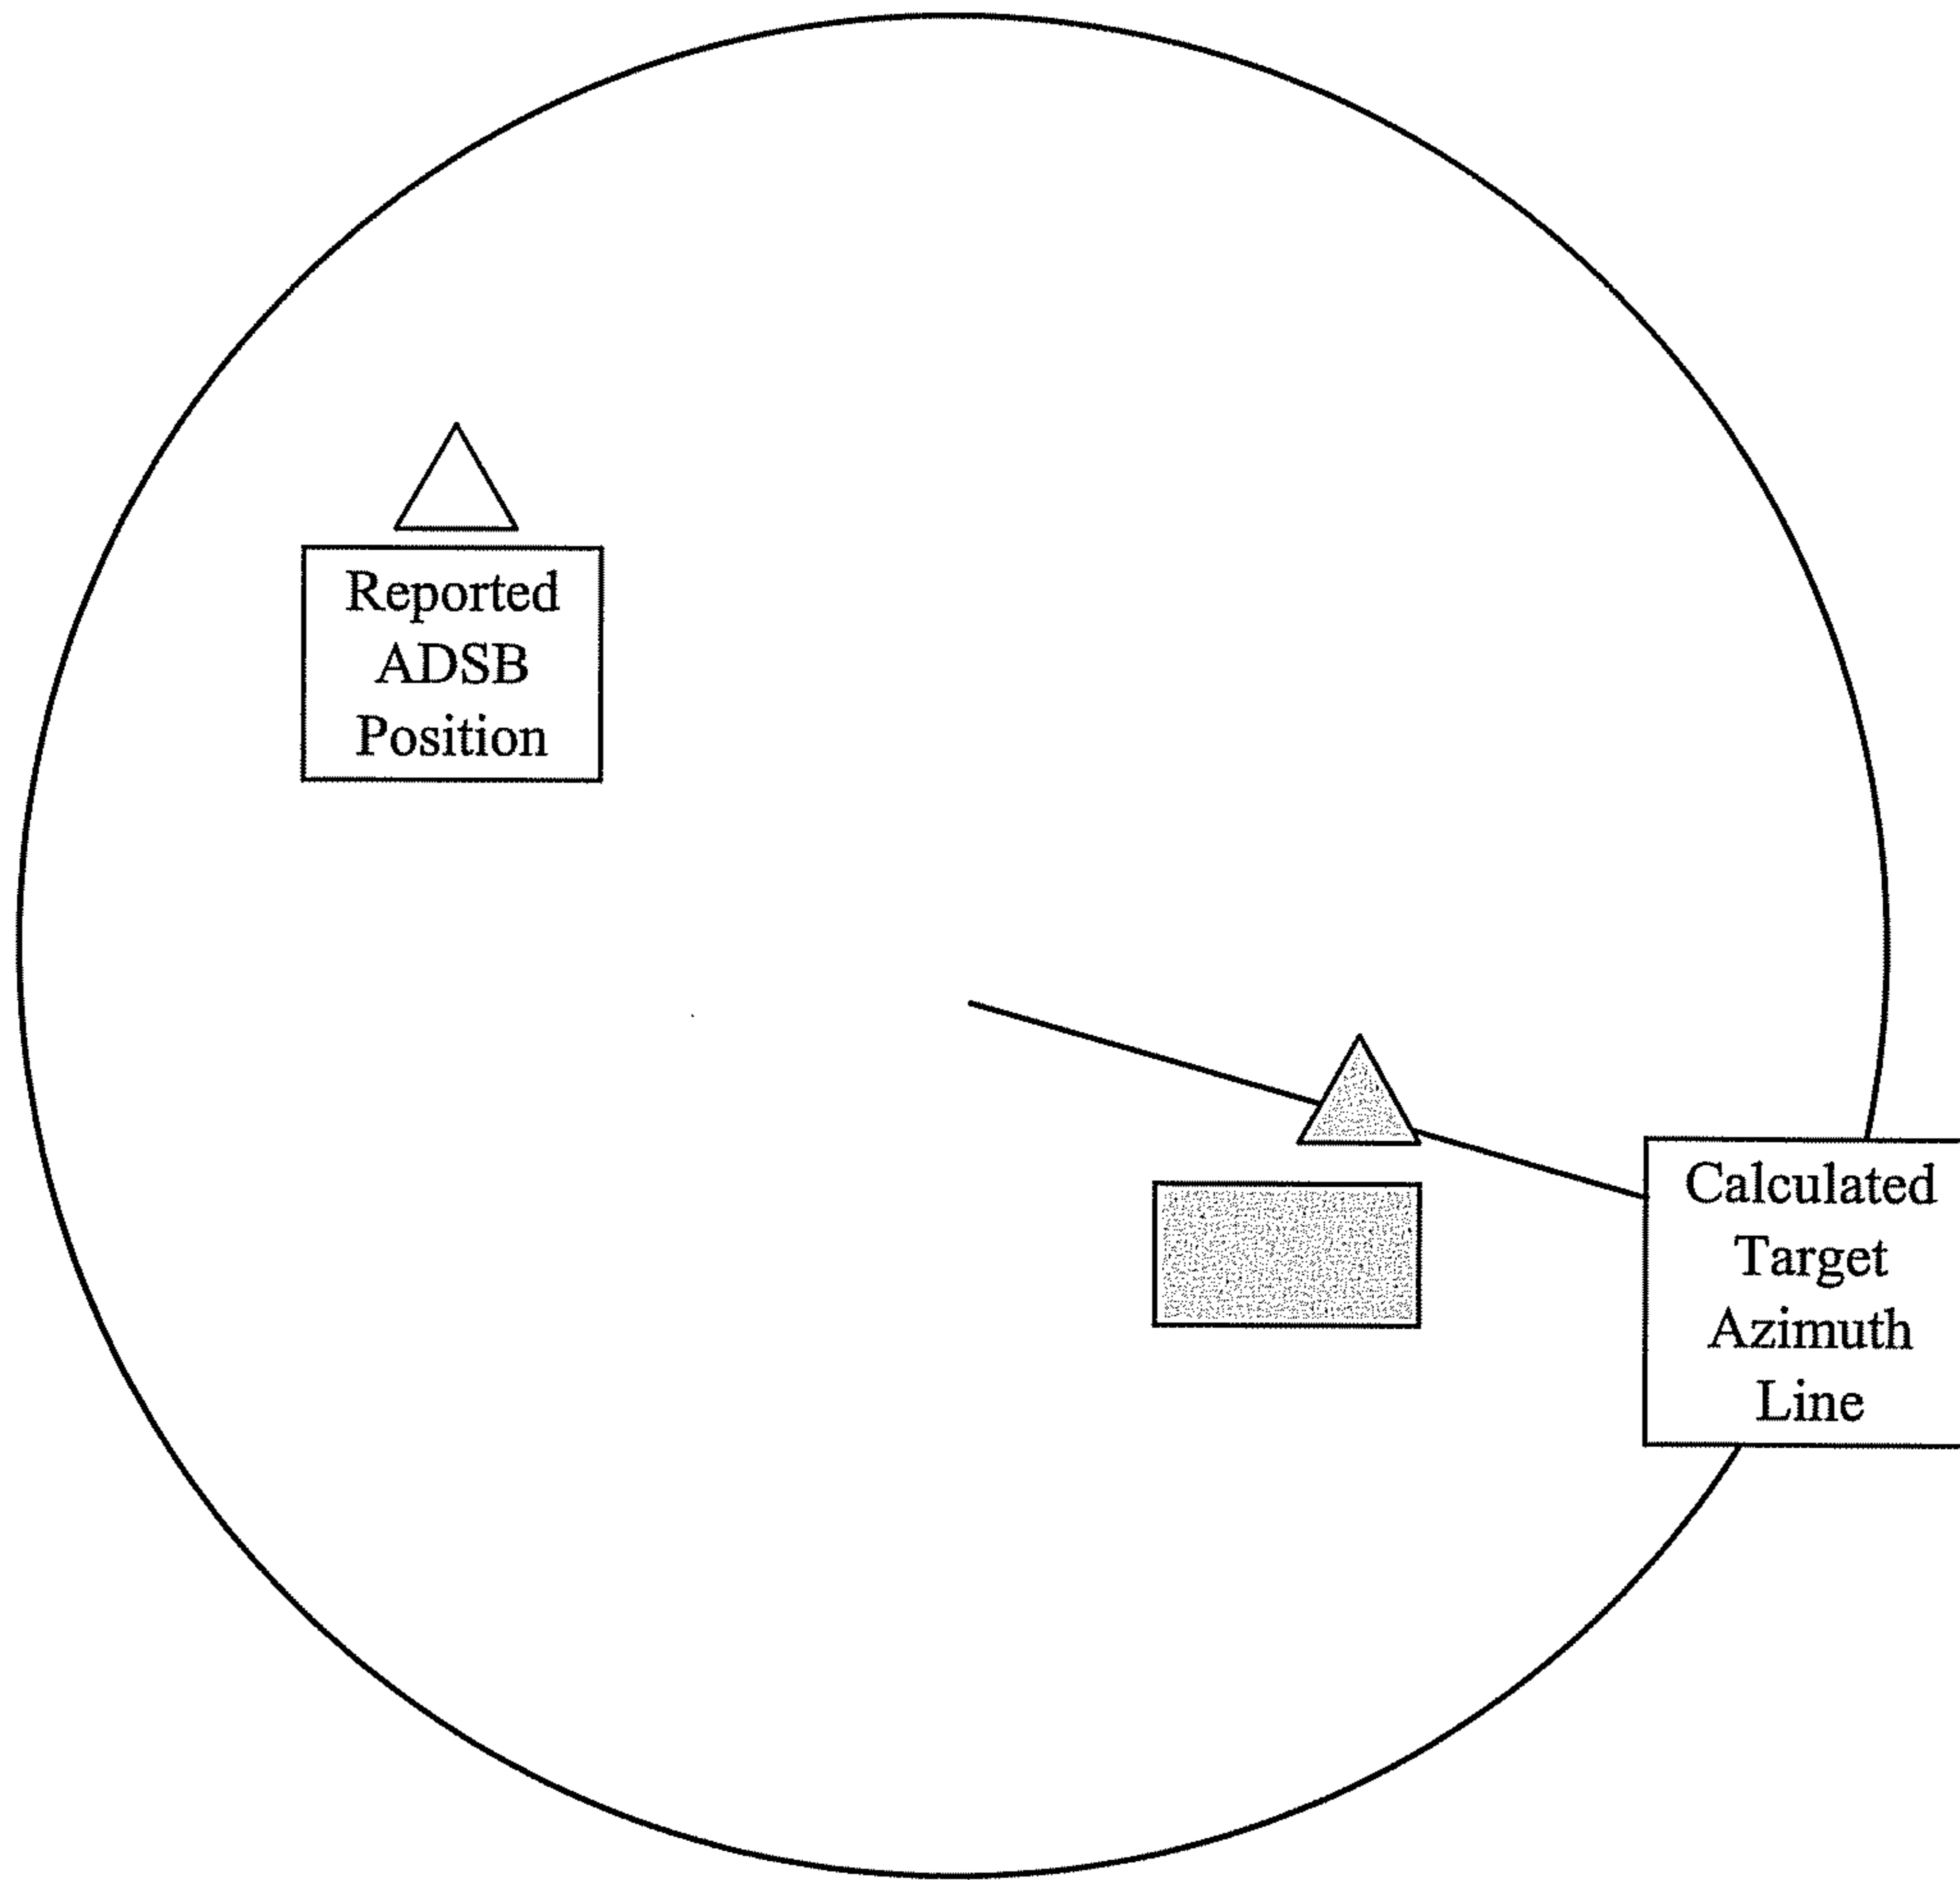 Reported
ADSB
Position
Calculated
Target
Azimuth
Line